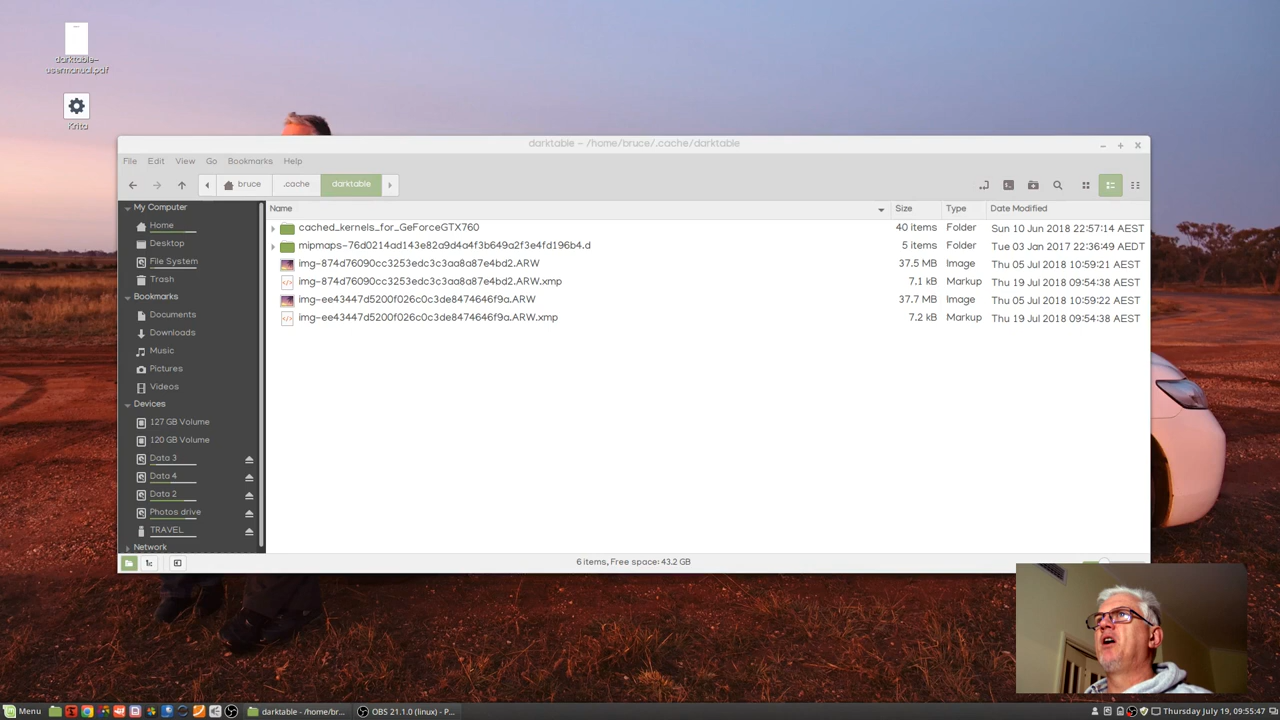 darktable-
usermanual.pdf
Krita
darktable - /home/bruce/.cache/darktable
File Edit View Go Bookmarks Help
bruce .cache darktable
My Computer
Home
Desktop
File System
Trash
Bookmarks
Documents
Downloads
Music
Pictures
Videos
Devices
127 GB Volume
120 GB Volume
Data 3
Data 4
Data 2
Photos drive
TRAVEL
Network
Name Size Type Date Modified
cached_kernels_for_GeForceGTX760 40 items Folder Sun 10 Jun 2018 22:57:14 AEST
mipmaps-76d0214ad143e82a9d4a4f3b649a2f3e4fd196b4.d 5 items Folder Tue 03 Jan 2017 22:36:49 AEDT
img-874d76090cc3253edc3c3aa8a87e4bd2.ARW 37.5 MB Image Thu 05 Jul 2018 10:59:21 AEST
img-874d76090cc3253edc3c3aa8a87e4bd2.ARW.xmp 7.1 kB Markup Thu 19 Jul 2018 09:54:38 AEST
img-ee43447d5200f026c0c3de8474646f9a.ARW 37.7 MB Image Thu 05 Jul 2018 10:59:22 AEST
img-ee43447d5200f026c0c3de8474646f9a.ARW.xmp 7.2 kB Markup Thu 19 Jul 2018 09:54:38 AEST
6 items, Free space: 43.2 GB
Menu darktable - /home/br... OBS 21.1.0 (linux) - P... Thursday July 19, 09:55:47